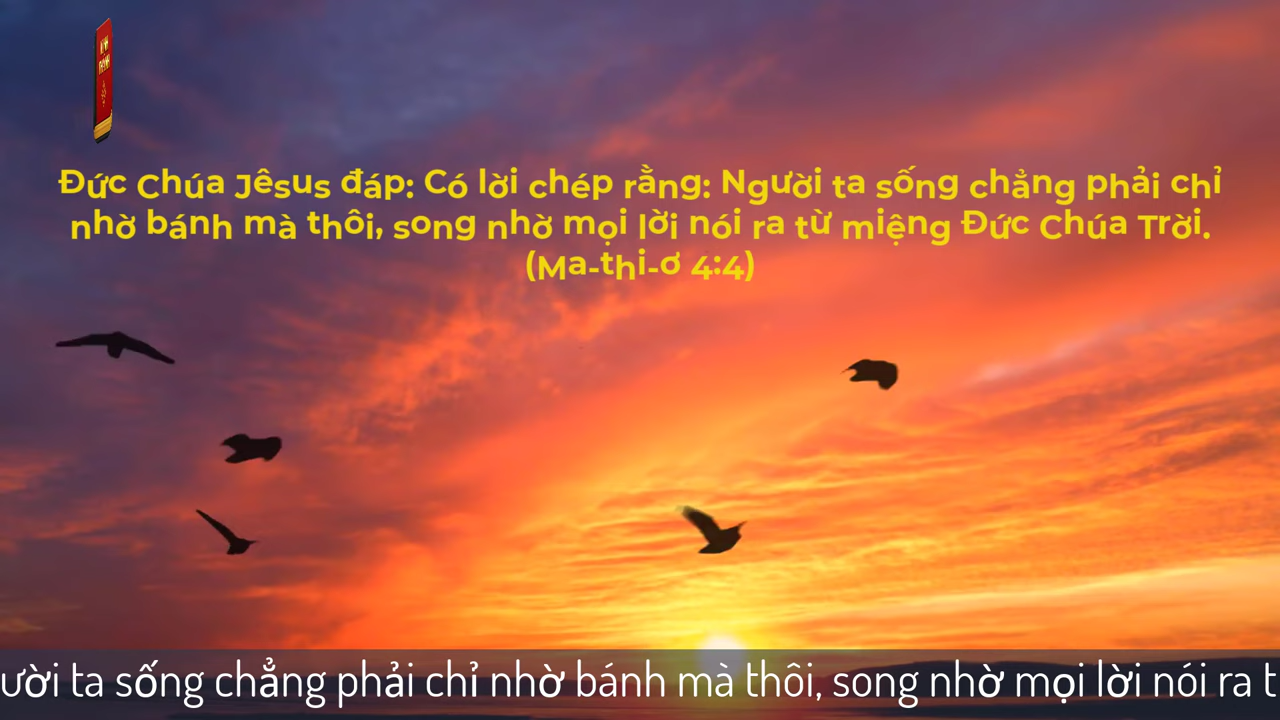 KINH
THÁNH
Đức Chúa Jêsus đáp: Có lời chép rằng: Người ta sống chẳng phải chỉ
nhờ bánh mà thôi, song nhờ mọi lời nói ra từ miệng Đức Chúa Trời.
(Ma-thi-ơ 4:4)
ười ta sống chẳng phải chỉ nhờ bánh mà thôi, song nhờ mọi lời nói ra t